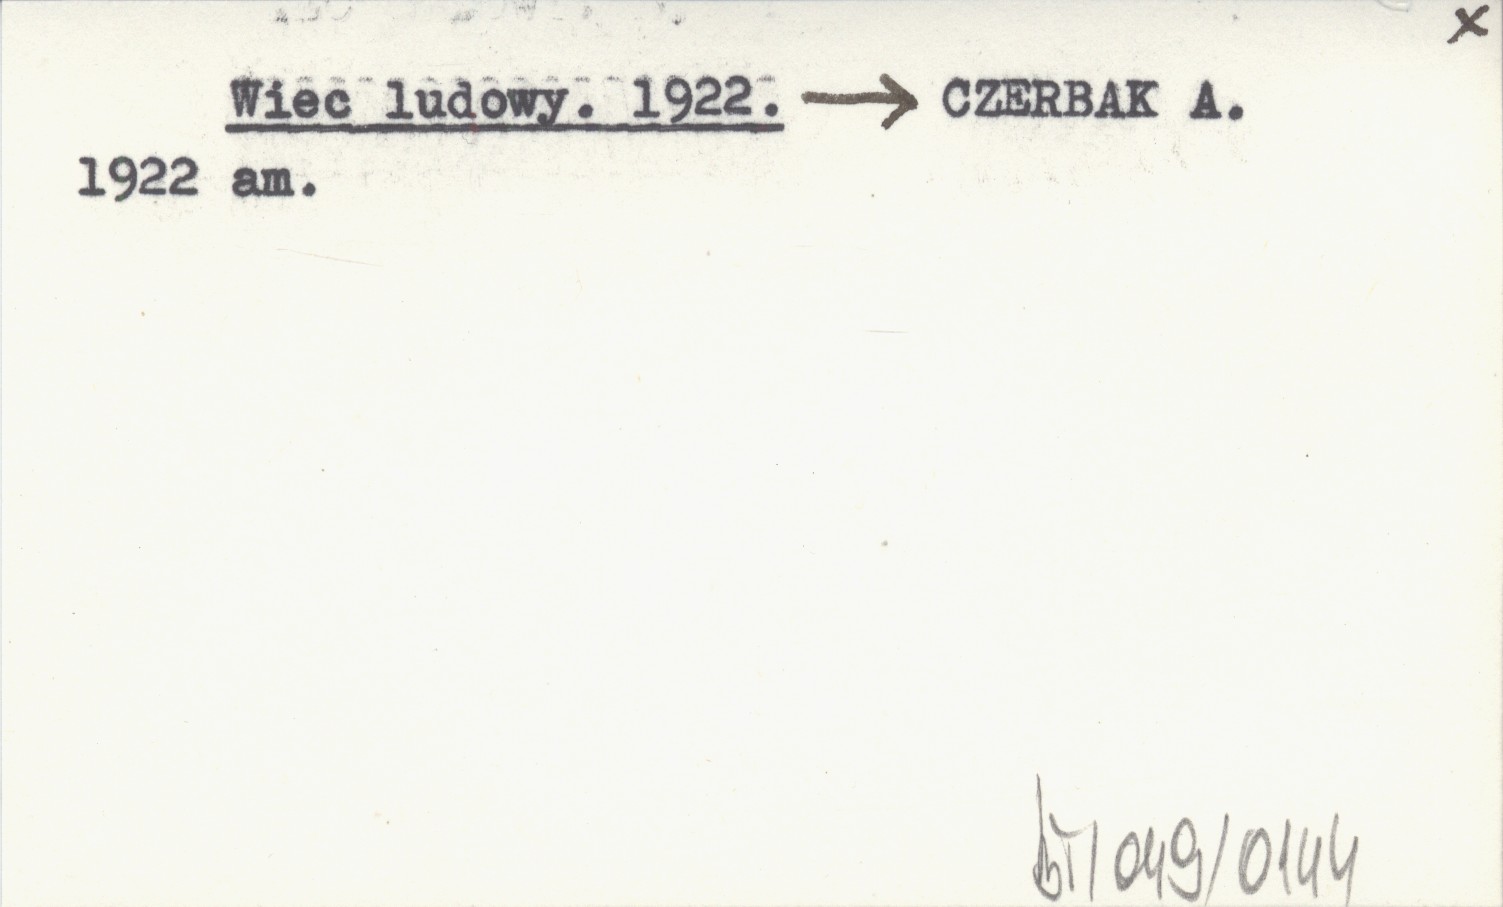 x
Wiec ludowy. 1922. → CZERBAK A.
1922 am.
BT/049/0144